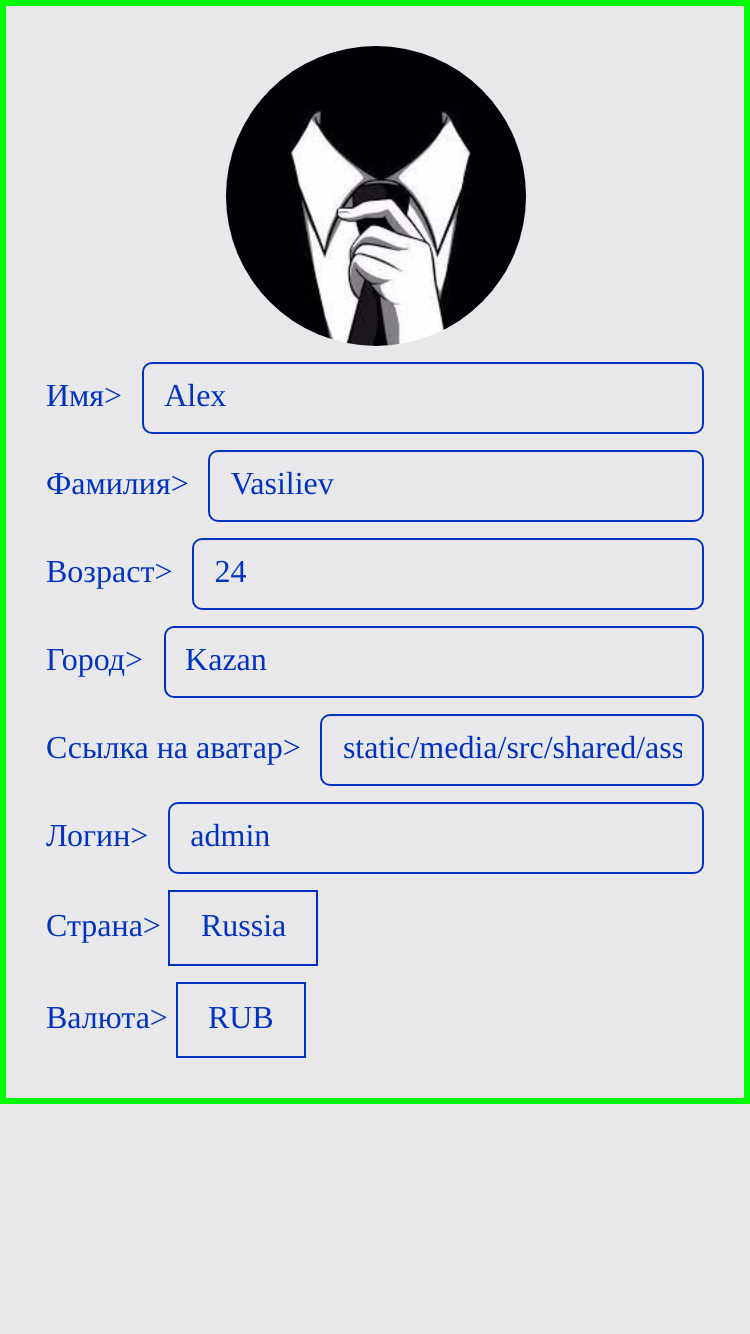 Имя> Alex
Фамилия> Vasiliev
Возраст> 24
Город> Kazan
Ссылка на аватар> static/media/src/shared/ass
Логин> admin
Страна> Russia
Валюта> RUB